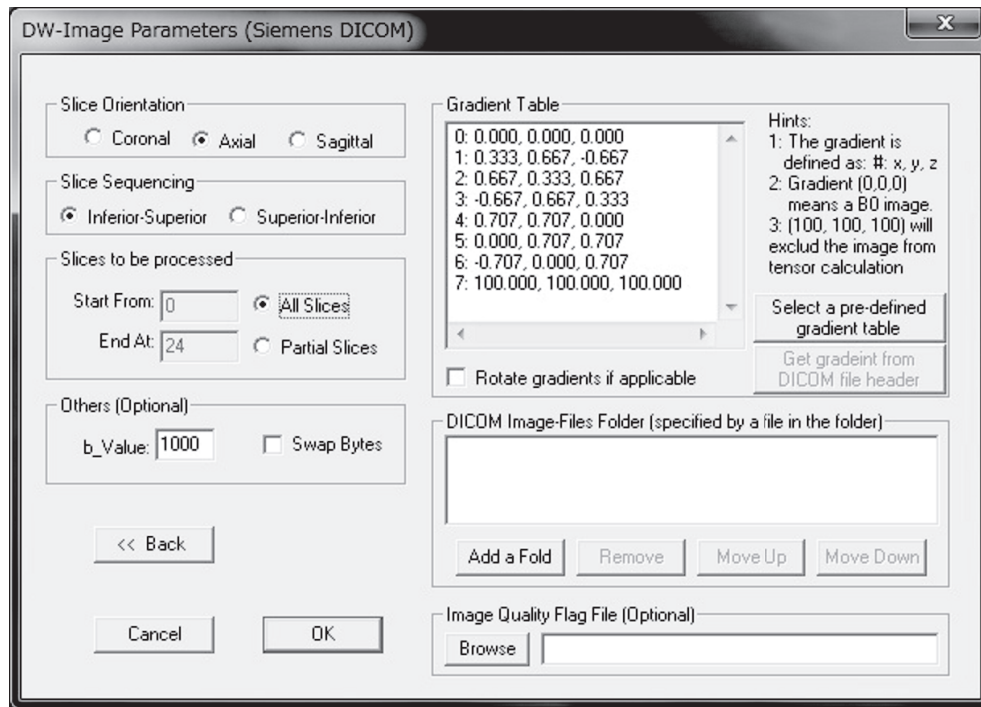 DW-Image Parameters (Siemens DICOM)
x
Slice Orientation
Coronal Axial Sagittal
Slice Sequencing
Inferior-Superior Superior-Inferior
Slices to be processed
Start From: 0 All Slices
End At: 24 Partial Slices
Others (Optional)
b_Value: 1000 Swap Bytes
<< Back
Cancel OK
Gradient Table
0: 0.000, 0.000, 0.000
1: 0.333, 0.667, -0.667
2: 0.667, 0.333, 0.667
3: -0.667, 0.667, 0.333
4: 0.707, 0.707, 0.000
5: 0.000, 0.707, 0.707
6: -0.707, 0.000, 0.707
7: 100.000, 100.000, 100.000
Hints:
1: The gradient is
defined as: #: x, y, z
2: Gradient (0,0,0)
means a B0 image.
3: (100, 100, 100) will
exclud the image from
tensor calculation
Select a pre-defined
gradient table
Get gradeint from
DICOM file header
Rotate gradients if applicable
DICOM Image-Files Folder (specified by a file in the folder)
Add a Fold Remove Move Up Move Down
Image Quality Flag File (Optional)
Browse